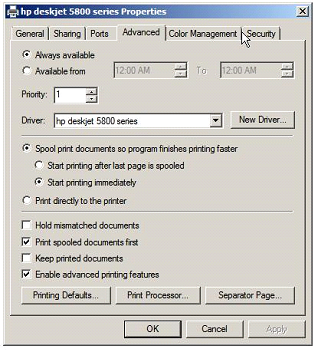 hp deskjet 5800 series Properties
General Sharing Ports Advanced Color Management Security
Always available
Available from 12:00 AM To 12:00 AM
Priority: 1
Driver: hp deskjet 5800 series New Driver...
Spool print documents so program finishes printing faster
Start printing after last page is spooled
Start printing immediately
Print directly to the printer
Hold mismatched documents
Print spooled documents first
Keep printed documents
Enable advanced printing features
Printing Defaults... Print Processor... Separator Page...
OK Cancel Apply